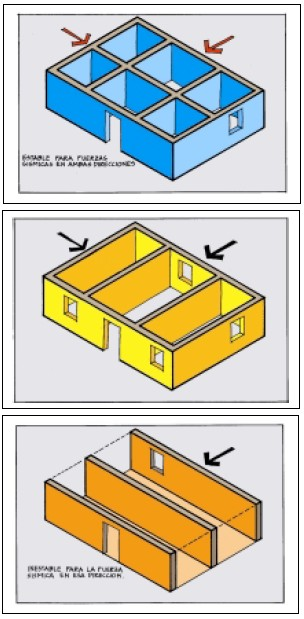 ESTABLE PARA FUERZAS
SISMICAS EN AMBAS DIRECCIONES
INESTABLE PARA LA FUERZA
SISMICA EN ESA DIRECCION.